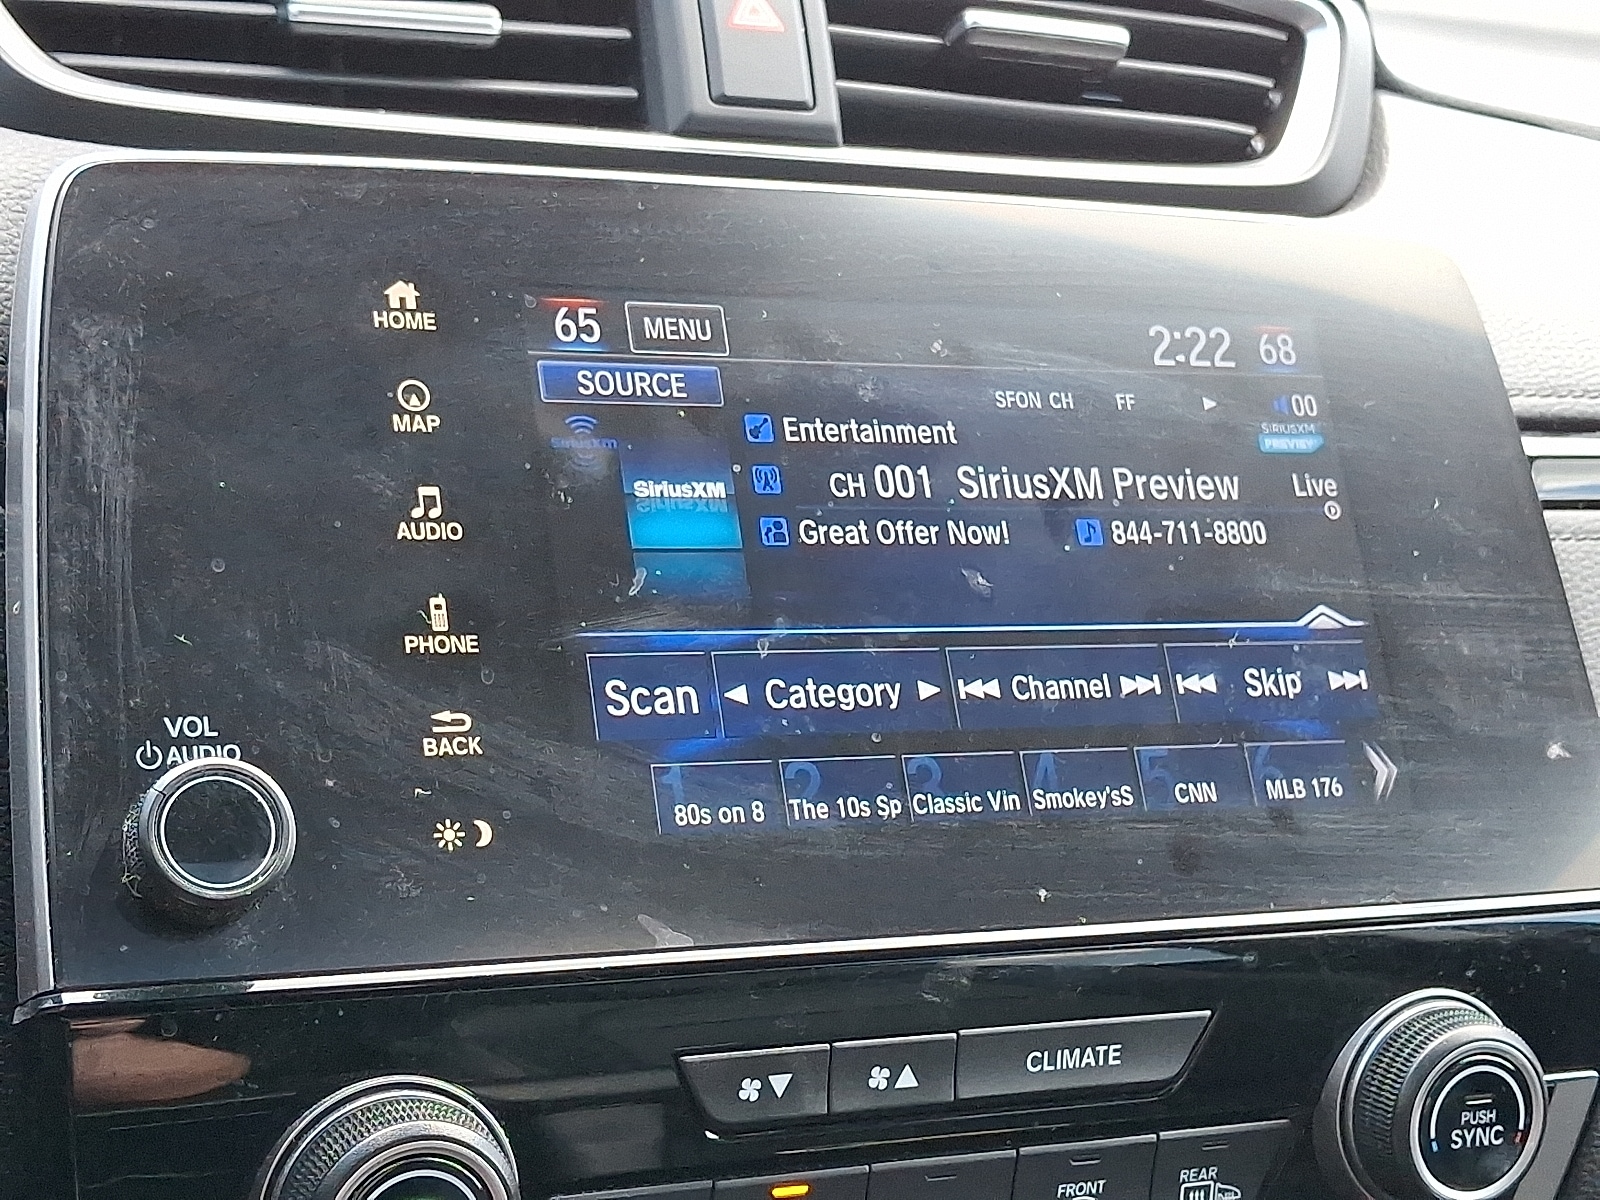 HOME
65 MENU 2:22 68
SOURCE
SFON CH FF 00
SiriusXM
SIRIUSXM
PREVIEW
MAP
Entertainment
SiriusXM
CH 001 SiriusXM Preview Live
AUDIO
Great Offer Now! 844-711-8800
PHONE
Scan Category Channel Skip
VOL
AUDIO
BACK
1 2 3 4 5 6
80s on 8 The 10s Sp Classic Vin Smokey'sS CNN MLB 176
CLIMATE
PUSH
SYNC
FRONT
REAR